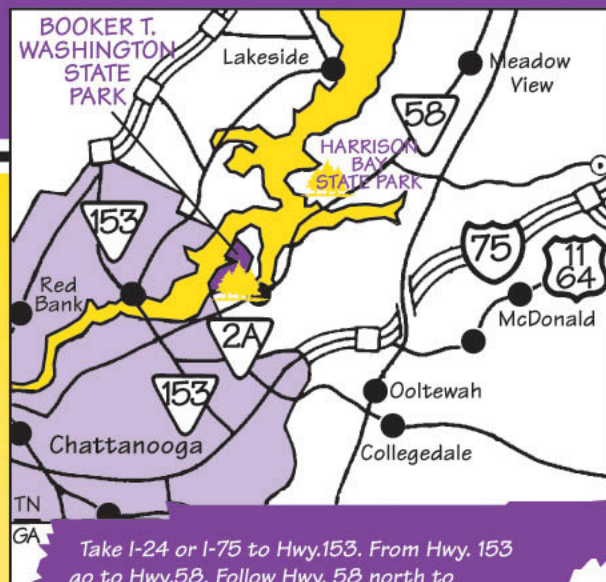 BOOKER T.
WASHINGTON
STATE
PARK
Lakeside
Meadow
View
58
HARRISON
BAY
STATE PARK
153
75
11
64
Red
Bank
McDonald
2A
153
Ooltewah
Chattanooga
Collegedale
TN
GA
Take I-24 or I-75 to Hwy.153. From Hwy. 153
go to Hwy.58. Follow Hwy. 58 north to